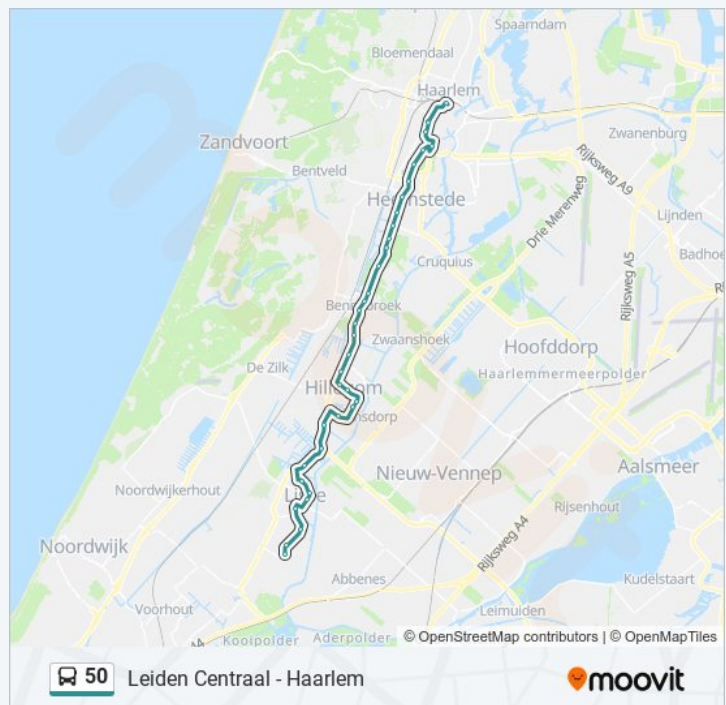 Spaarndam
Bloemendaal
Haarlem
Zwanenburg
Zandvoort
Rijksweg A9
Bentveld
Lijnden
Drie Merenweg
Cruquius
Badhoe
Rijksweg A5
Zwaanshoek
Hoofddorp
De Zilk
Haarlemmermeerpolder
Aalsmeer
Nieuw-Vennep
Noordwijkerhout
Rijsenhout
Rijksweg A4
Noordwijk
Abbenes
Kudelstaart
Voorhout
Leimuiden
A4
Kooipolder
Aderpolder
© OpenStreetMap contributors | © OpenMapTiles
50 Leiden Centraal - Haarlem
moovit